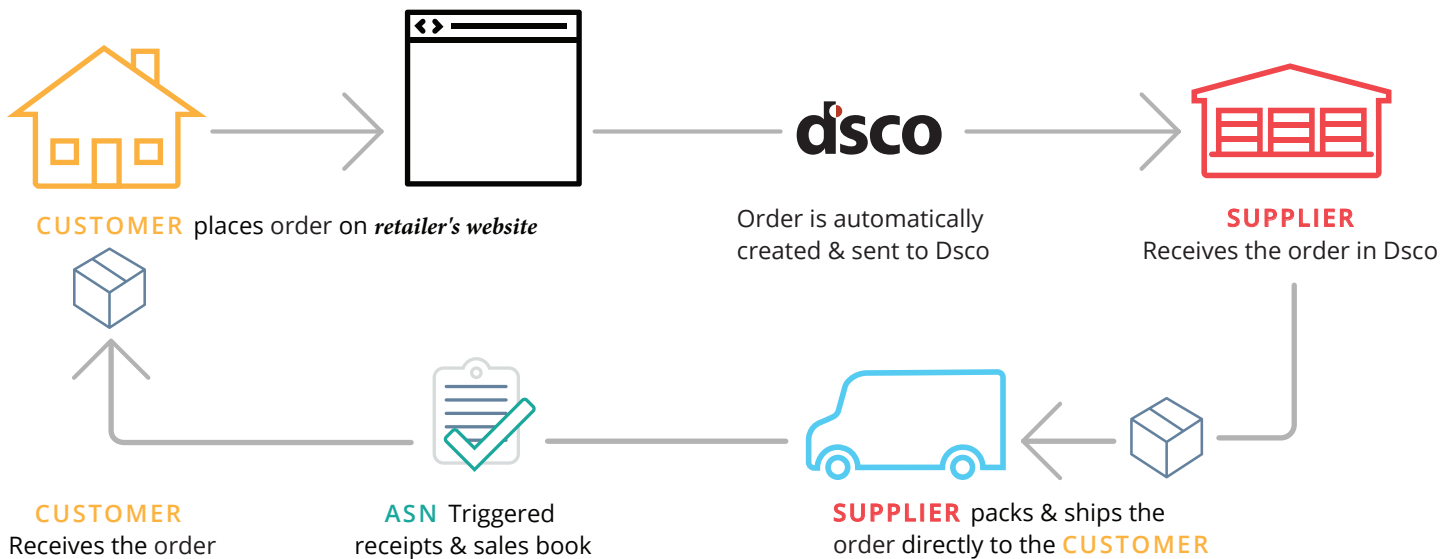 dsco
CUSTOMER places order on retailer's website
Order is automatically
created & sent to Dsco
SUPPLIER
Receives the order in Dsco
CUSTOMER
Receives the order
ASN Triggered
receipts & sales book
SUPPLIER packs & ships the
order directly to the CUSTOMER